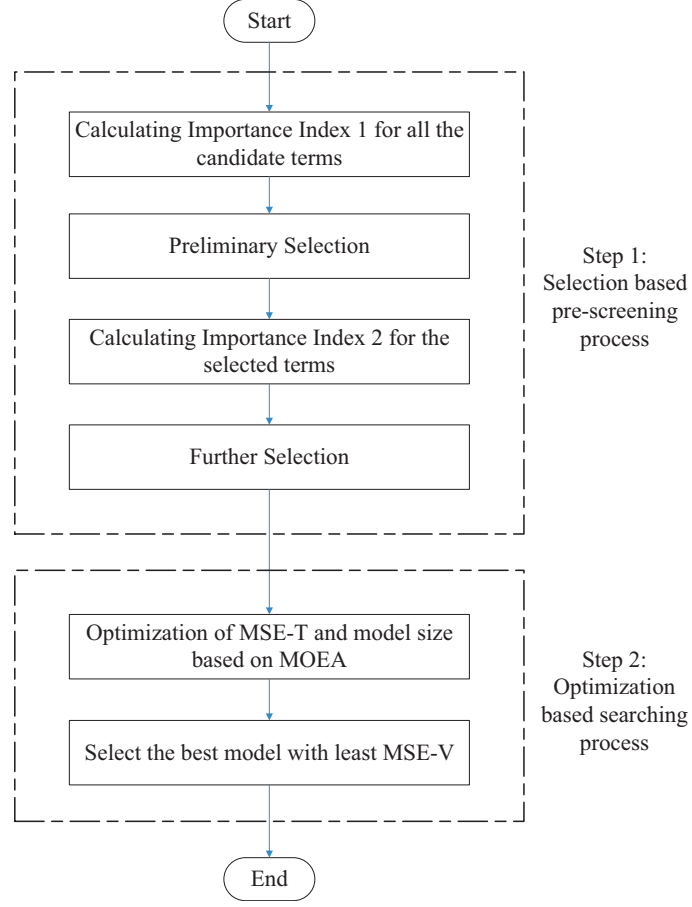 Start
Calculating Importance Index 1 for all the
candidate terms
Preliminary Selection
Calculating Importance Index 2 for the
selected terms
Further Selection
Step 1:
Selection based
pre-screening
process
Optimization of MSE-T and model size
based on MOEA
Select the best model with least MSE-V
Step 2:
Optimization
based searching
process
End